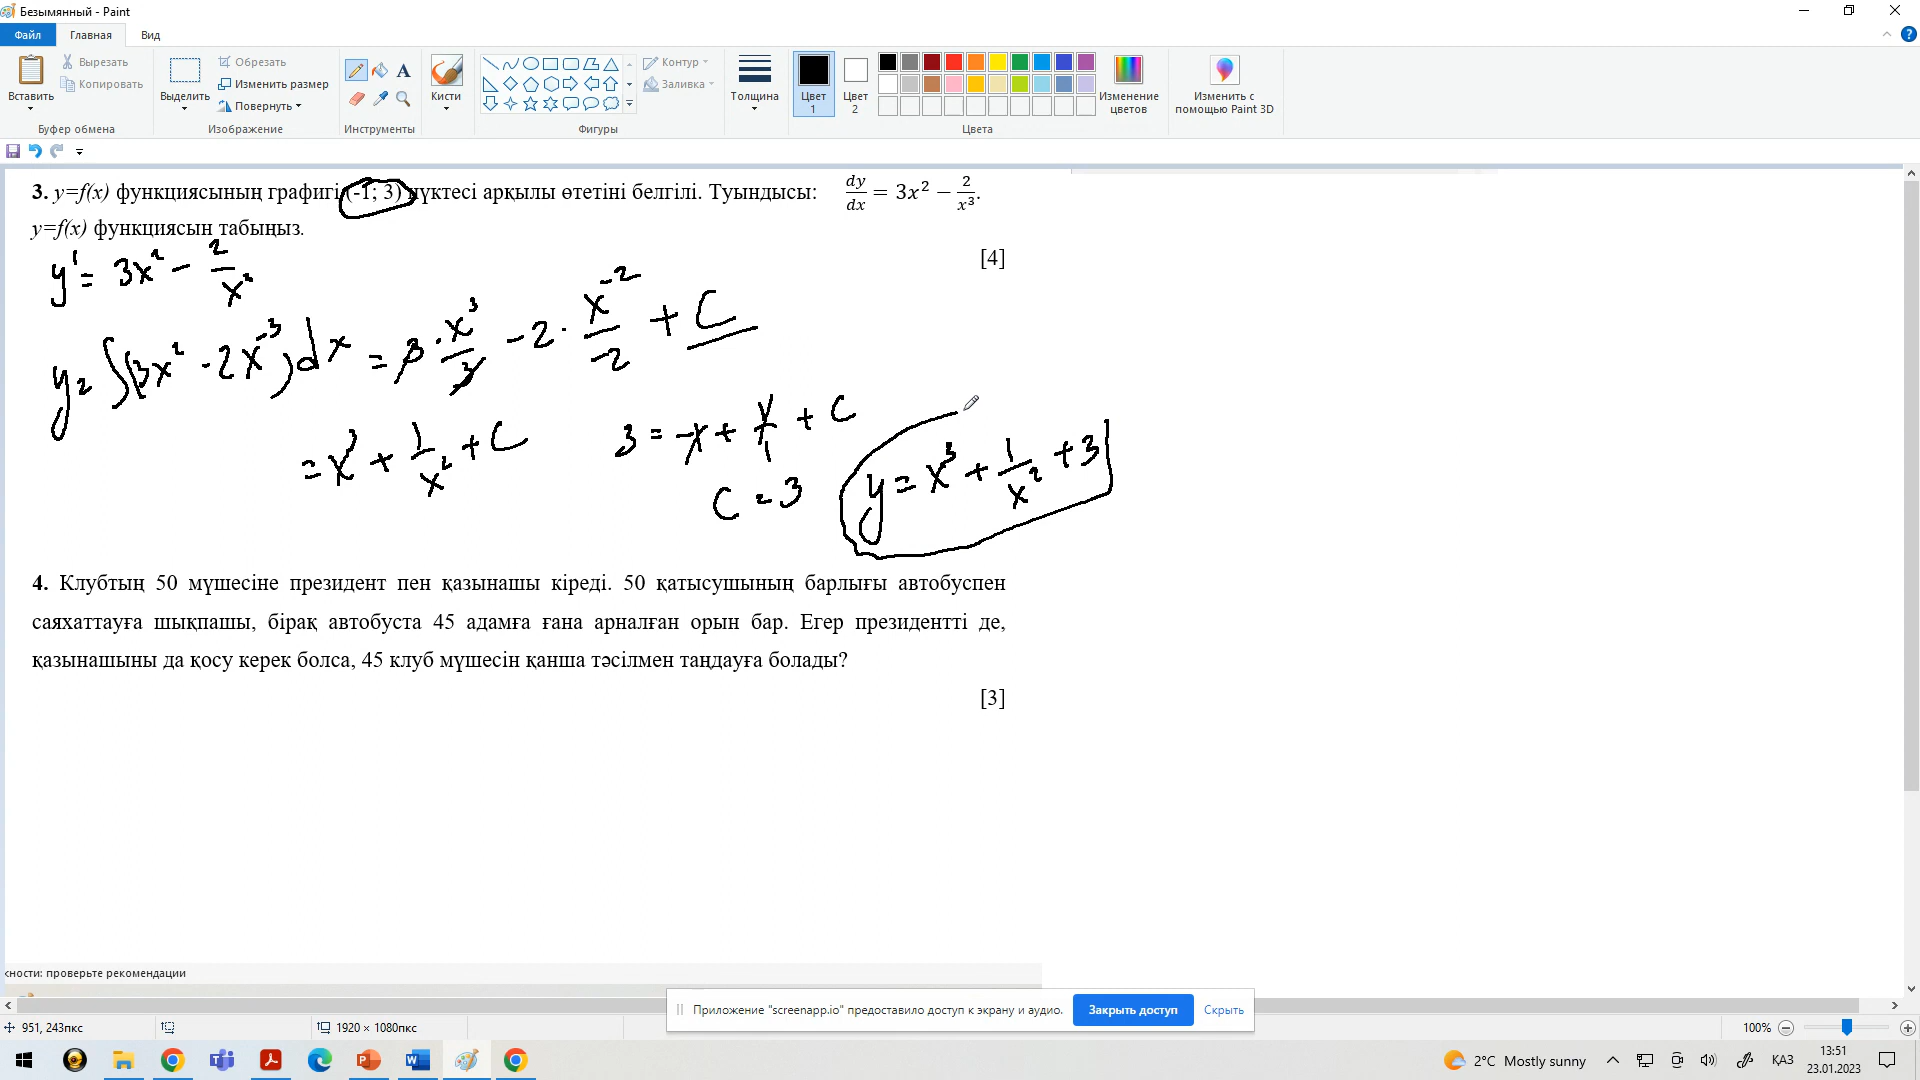 Безымянный - Paint
Файл Главная Вид
Вставить Вырезать Копировать Буфер обмена
Выделить Обрезать Изменить размер Повернуть Изображение
A Инструменты
Кисти
Контур Заливка Фигуры
Толщина
Цвет 1 Цвет 2 Изменение цветов Цвета
Изменить с помощью Paint 3D
3. y=f(x) функциясының графигі (-1; 3) нүктесі арқылы өтетіні белгілі. Туындысы: dy/dx = 3x² − 2/x³.
y=f(x) функциясын табыңыз.
[4]
y' = 3x² − 2/x²
y = ∫(3x² - 2x⁻³)dx = 3 · x³/3 − 2 · x⁻²/-2 + C
= x³ + 1/x² + C
3 = -1 + 1/1 + C
C = 3
y = x³ + 1/x² + 3
4. Клубтың 50 мүшесіне президент пен қазынашы кіреді. 50 қатысушының барлығы автобуспен
саяхаттауға шықпашы, бірақ автобуста 45 адамға ғана арналған орын бар. Егер президентті де,
қазынашыны да қосу керек болса, 45 клуб мүшесін қанша тәсілмен таңдауға болады?
[3]
жности: проверьте рекомендации
Приложение "screenapp.io" предоставило доступ к экрану и аудио. Закрыть доступ Скрыть
951, 243пкс 1920 × 1080пкс 100%
2°C Mostly sunny ҚАЗ 13:51
23.01.2023